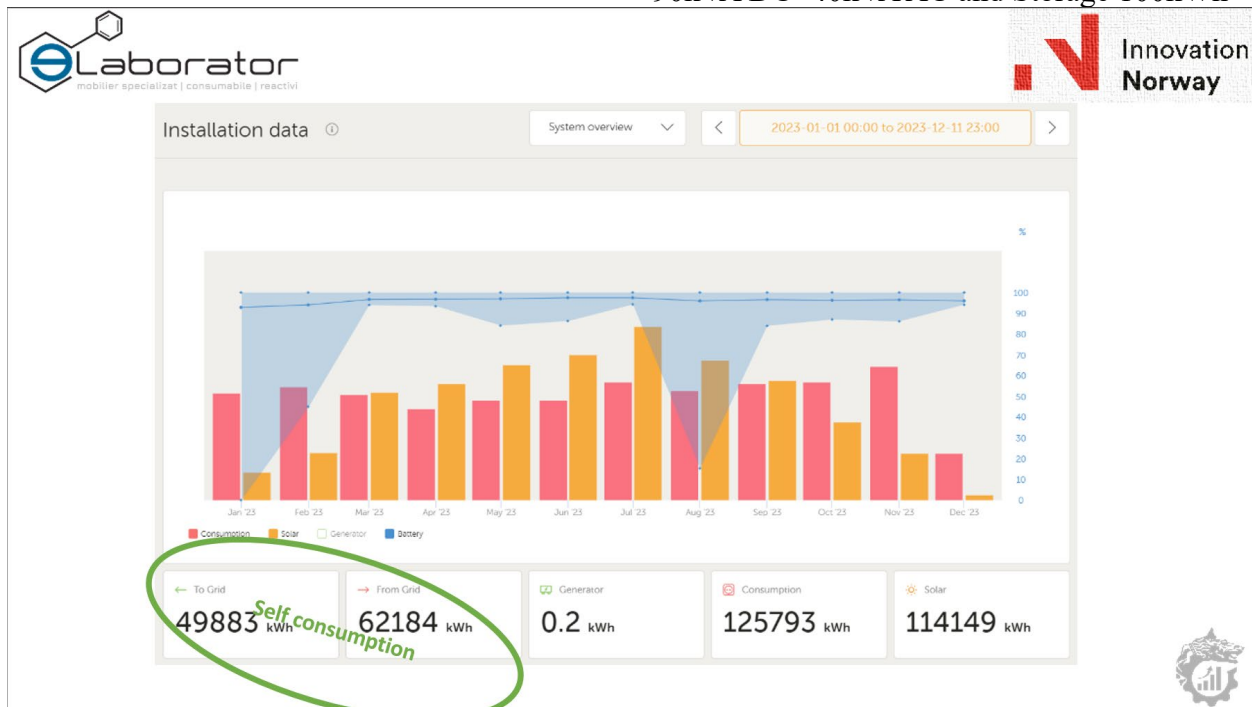 eLaborator
mobilier specializat | consumabile | reactivi
Innovation
Norway
Installation data
System overview
2023-01-01 00:00 to 2023-12-11 23:00
%
100
90
80
70
60
50
40
30
20
10
0
Jan '23 Feb '23 Mar '23 Apr '23 May '23 Jun '23 Jul '23 Aug '23 Sep '23 Oct '23 Nov '23 Dec '23
Consumption Solar Generator Battery
To Grid
49883 kWh
From Grid
62184 kWh
Self consumption
Generator
0.2 kWh
Consumption
125793 kWh
Solar
114149 kWh